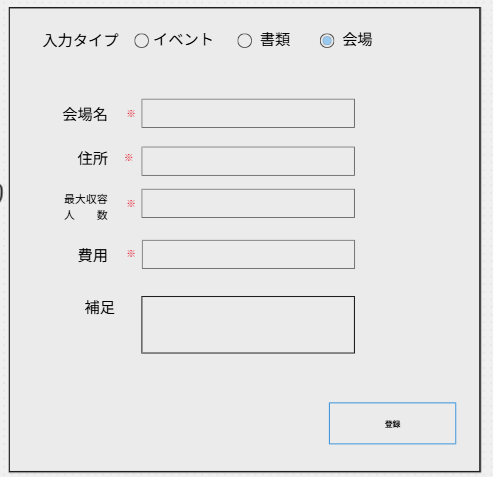 入力タイプ ○ イベント ○ 書類 ◉ 会場
会場名 ※
住所 ※
最大収容 ※
人　数
費用 ※
補足
登録